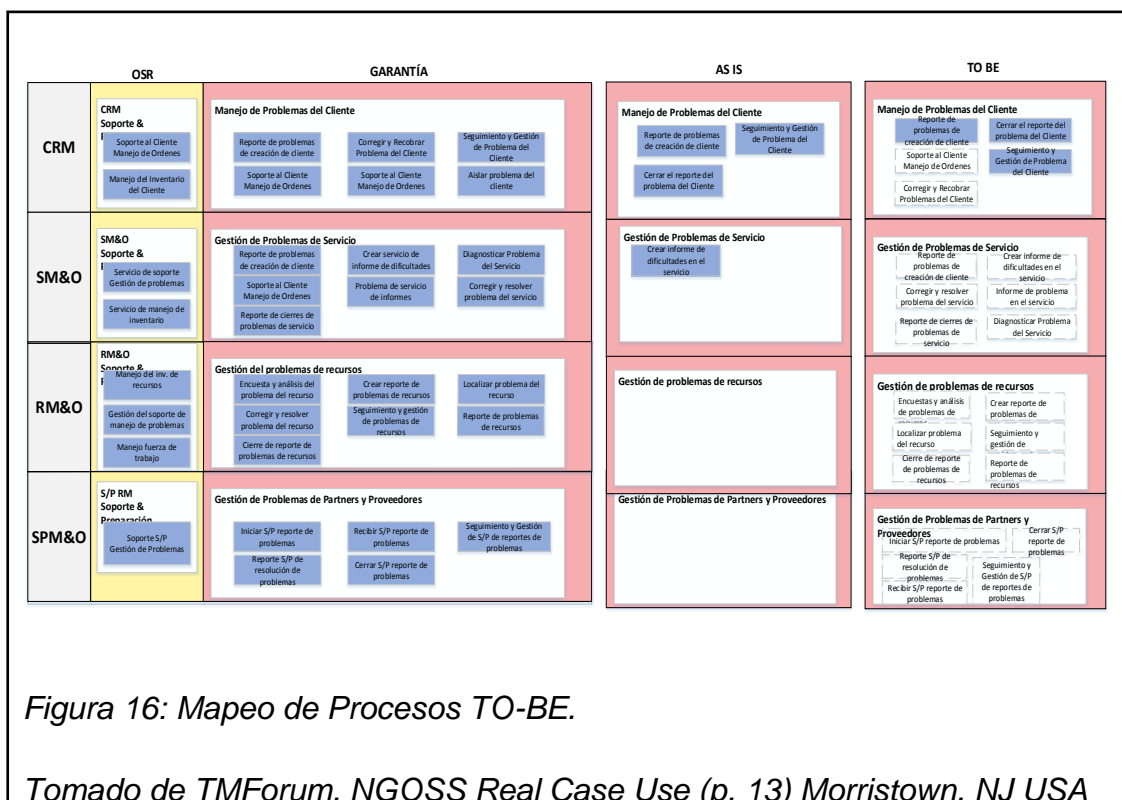 OSR
GARANTÍA
AS IS
TO BE
CRM
CRM
Soporte &
Soporte al Cliente
Manejo de Ordenes
Manejo del Inventario
del Cliente
Manejo de Problemas del Cliente
Reporte de problemas
de creación de cliente
Corregir y Recobrar
Problema del Cliente
Seguimiento y Gestión
de Problema del
Cliente
Soporte al Cliente
Manejo de Ordenes
Soporte al Cliente
Manejo de Ordenes
Aislar problema del
cliente
Manejo de Problemas del Cliente
Reporte de problemas
de creación de cliente
Seguimiento y Gestión
de Problema del
Cliente
Cerrar el reporte del
problema del Cliente
Manejo de Problemas del Cliente
Reporte de
problemas de
creación de cliente
Cerrar el reporte del
problema del Cliente
Soporte al Cliente
Manejo de Ordenes
Seguimiento y
Gestión de Problema
del Cliente
Corregir y Recobrar
Problemas del Cliente
SM&O
SM&O
Soporte &
Servicio de soporte
Gestión de problemas
Servicio de manejo de
inventario
Gestión de Problemas de Servicio
Reporte de problemas
de creación de cliente
Crear servicio de
informe de dificultades
Diagnosticar Problema
del Servicio
Soporte al Cliente
Manejo de Ordenes
Problema de servicio
de informes
Corregir y resolver
problema del servicio
Reporte de cierres de
problemas de servicio
Gestión de Problemas de Servicio
Crear informe de
dificultades en el
servicio
Gestión de Problemas de Servicio
Reporte de
problemas de
creación de cliente
Crear informe de
dificultades en el
servicio
Corregir y resolver
problema del servicio
Informe de problema
en el servicio
Reporte de cierres de
problemas de
servicio
Diagnosticar Problema
del Servicio
RM&O
RM&O
Soporte &
Manejo del inv. de
recursos
Gestión del soporte de
manejo de problemas
Manejo fuerza de
trabajo
Gestión del problemas de recursos
Encuesta y análisis del
problema del recurso
Crear reporte de
problemas de recursos
Localizar problema del
recurso
Corregir y resolver
problema del recurso
Seguimiento y gestión
de problemas de
recursos
Reporte de problemas
de recursos
Cierre de reporte de
problemas de recursos
Gestión de problemas de recursos
Gestión de problemas de recursos
Encuestas y análisis
de problemas de
Crear reporte de
problemas de
Localizar problema
del recurso
Seguimiento y
gestión de
Cierre de reporte
de problemas de
recursos
Reporte de
problemas de
recursos
SPM&O
S/P RM
Soporte &
Preparación
Soporte S/P
Gestión de Problemas
Gestión de Problemas de Partners y Proveedores
Iniciar S/P reporte de
problemas
Recibir S/P reporte de
problemas
Seguimiento y Gestión
de S/P de reportes de
problemas
Reporte S/P de
resolución de
problemas
Cerrar S/P reporte de
problemas
Gestión de Problemas de Partners y Proveedores
Gestión de Problemas de Partners y
Proveedores
Iniciar S/P reporte de problemas
Cerrar S/P
reporte de
problemas
Reporte S/P de
resolución de
problemas
Seguimiento y
Gestión de S/P
de reportes de
problemas
Recibir S/P reporte de
problemas
Figura 16: Mapeo de Procesos TO-BE.
Tomado de TMForum, NGOSS Real Case Use (p. 13) Morristown, NJ USA